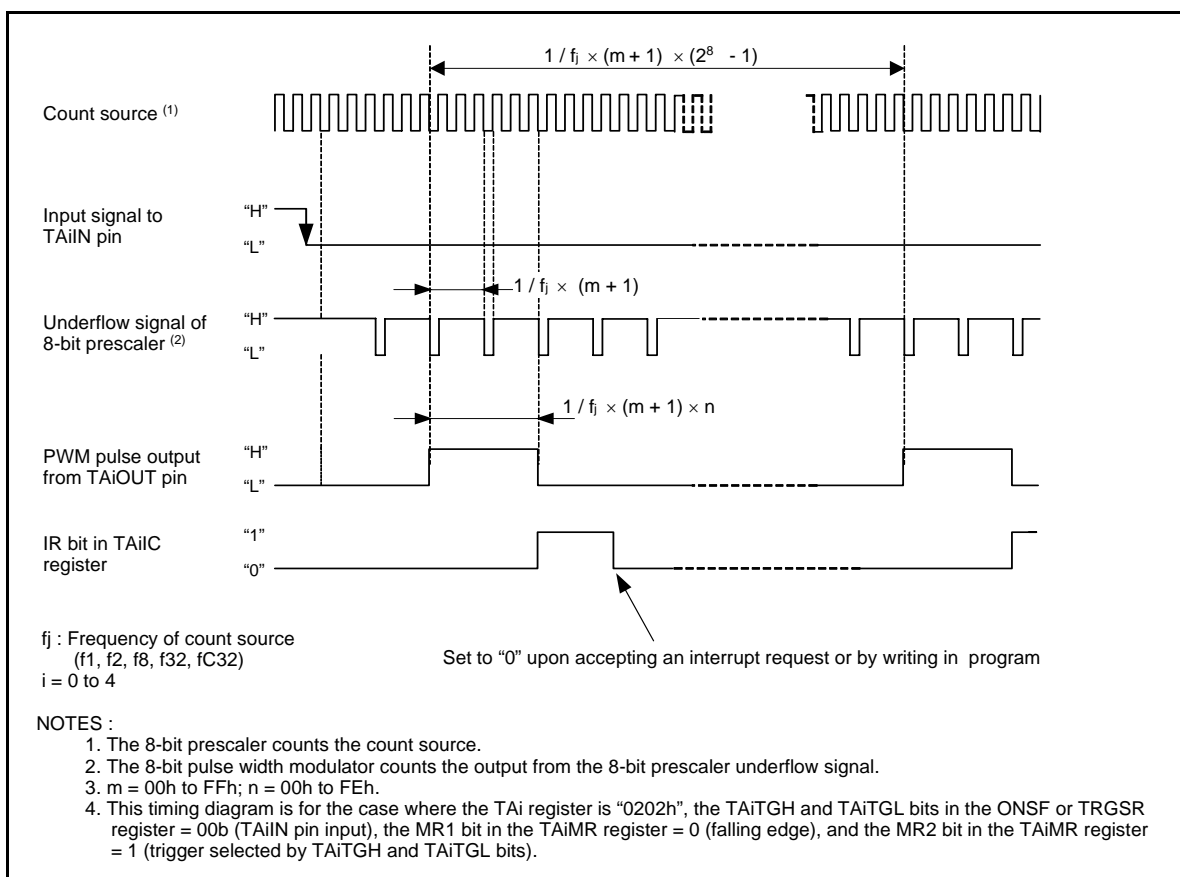 1 / fj × (m + 1) × (2⁸ - 1)
Count source (1)
Input signal to
TAiIN pin
“H”
“L”
1 / fj × (m + 1)
Underflow signal of
8-bit prescaler (2)
“H”
“L”
1 / fj × (m + 1) × n
PWM pulse output
from TAiOUT pin
“H”
“L”
IR bit in TAiIC
register
“1”
“0”
fj : Frequency of count source
(f1, f2, f8, f32, fC32)
i = 0 to 4
Set to “0” upon accepting an interrupt request or by writing in program
NOTES :
1. The 8-bit prescaler counts the count source.
2. The 8-bit pulse width modulator counts the output from the 8-bit prescaler underflow signal.
3. m = 00h to FFh; n = 00h to FEh.
4. This timing diagram is for the case where the TAi register is “0202h”, the TAiTGH and TAiTGL bits in the ONSF or TRGSR
register = 00b (TAiIN pin input), the MR1 bit in the TAiMR register = 0 (falling edge), and the MR2 bit in the TAiMR register
= 1 (trigger selected by TAiTGH and TAiTGL bits).